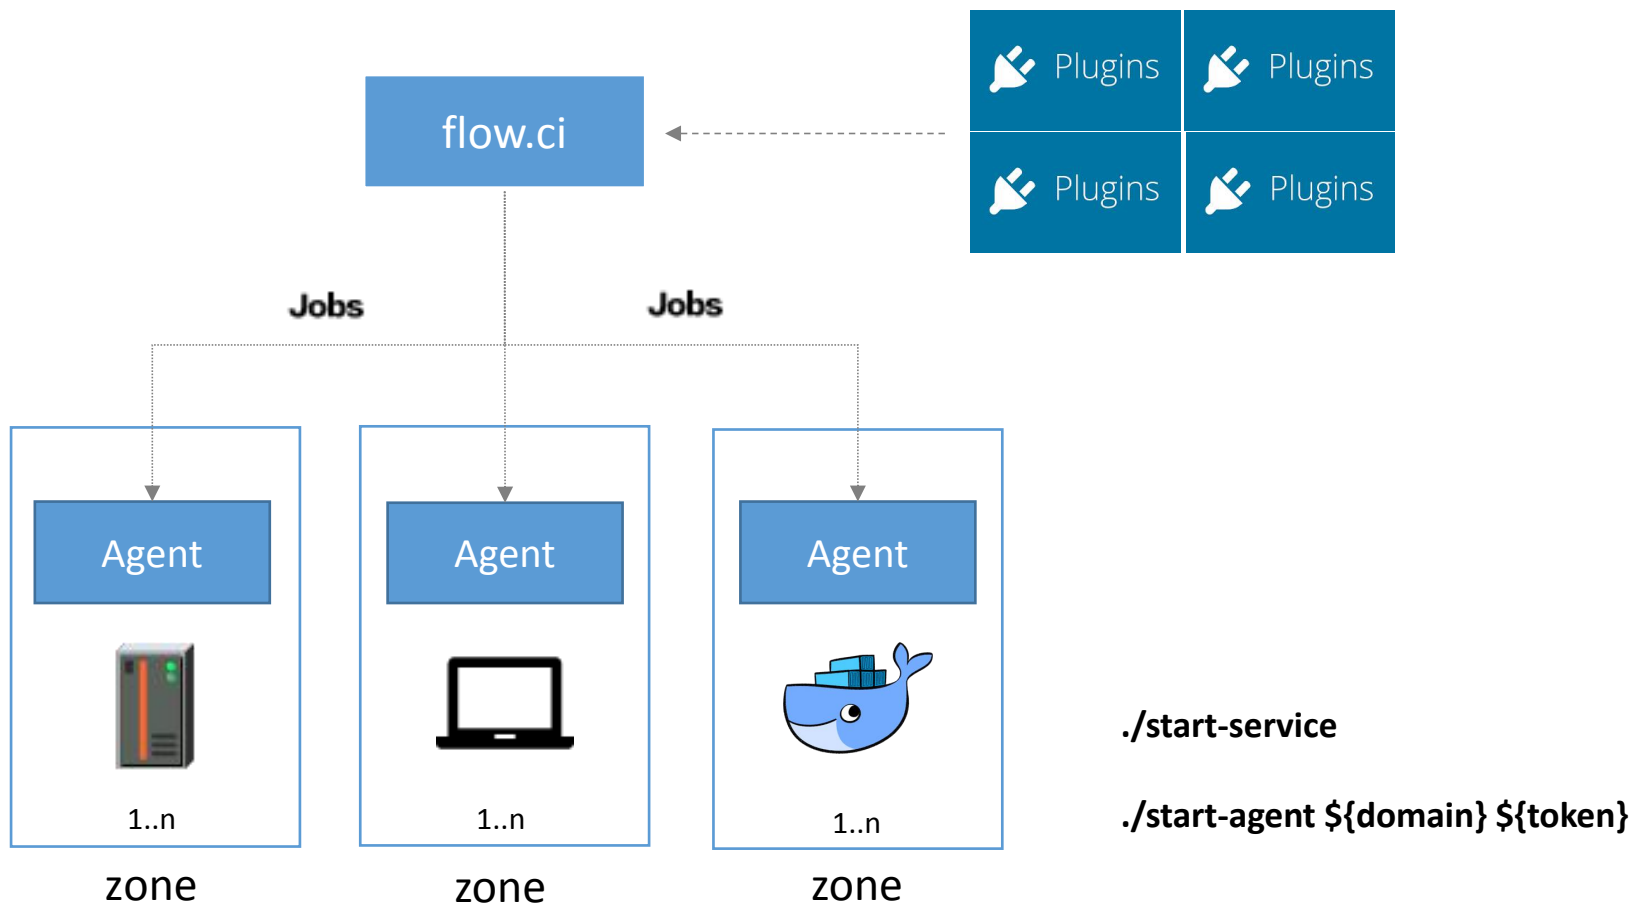 Plugins
Plugins
flow.ci
Plugins
Plugins
Jobs
Jobs
Agent
Agent
Agent
1..n
1..n
1..n
zone
zone
zone
./start-service
./start-agent ${domain} ${token}